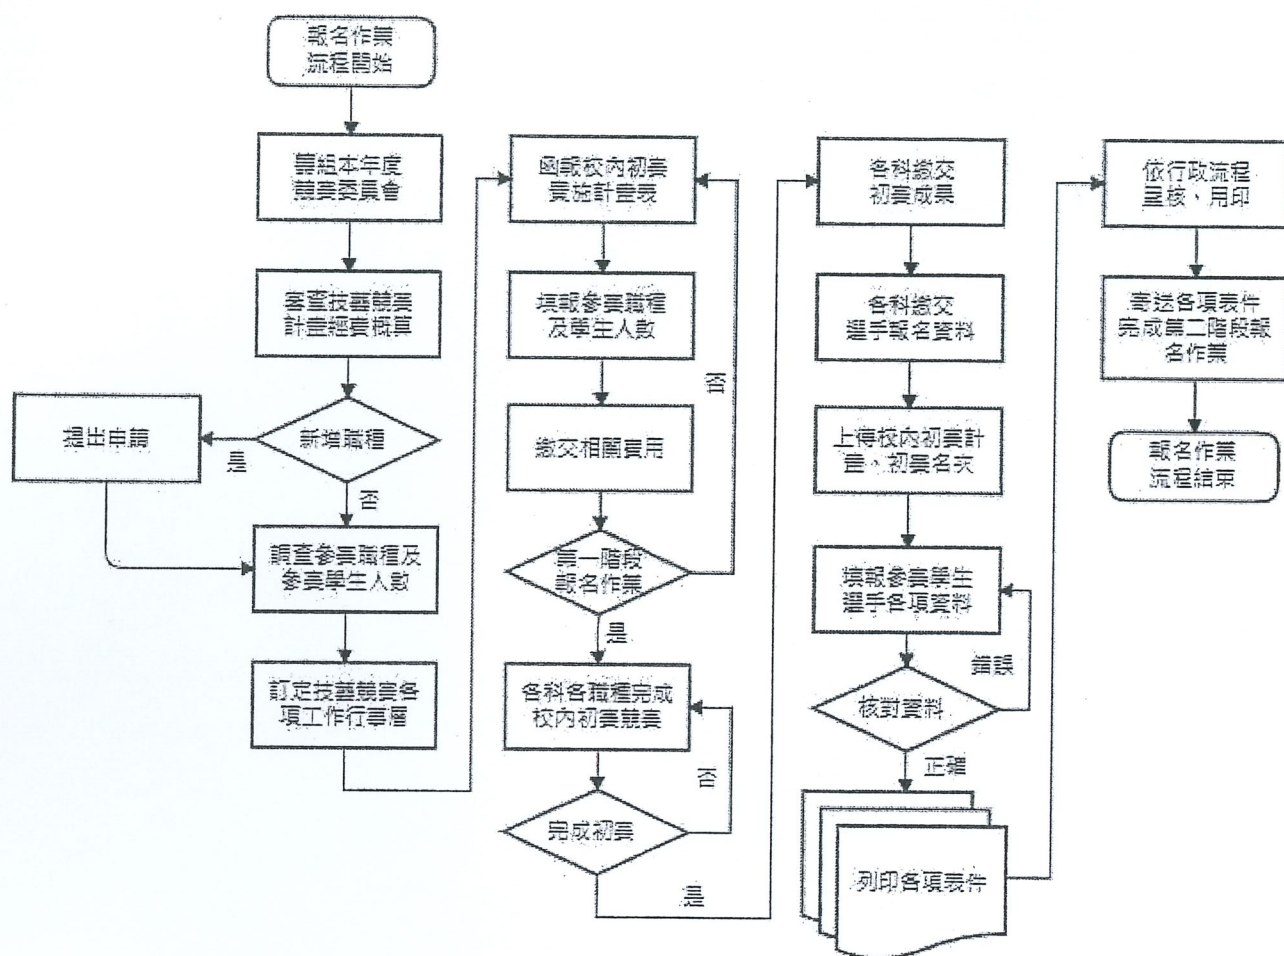 報名作業
流程開始
籌組本年度
競賽委員會
審查技藝競賽
計畫經費概算
新增職種
是
提出申請
否
調查參賽職種及
參賽學生人數
訂定技藝競賽各
項工作行事曆
函報校內初賽
實施計畫表
填報參賽職種
及學生人數
繳交相關費用
第一階段
報名作業
否
是
各科各職種完成
校內初賽競賽
完成初賽
否
是
各科繳交
初賽成果
各科繳交
選手報名資料
上傳校內初賽計
畫、初賽名次
填報參賽學生
選手各項資料
核對資料
錯誤
正確
列印各項表件
依行政流程
呈核、用印
寄送各項表件
完成第二階段報
名作業
報名作業
流程結束